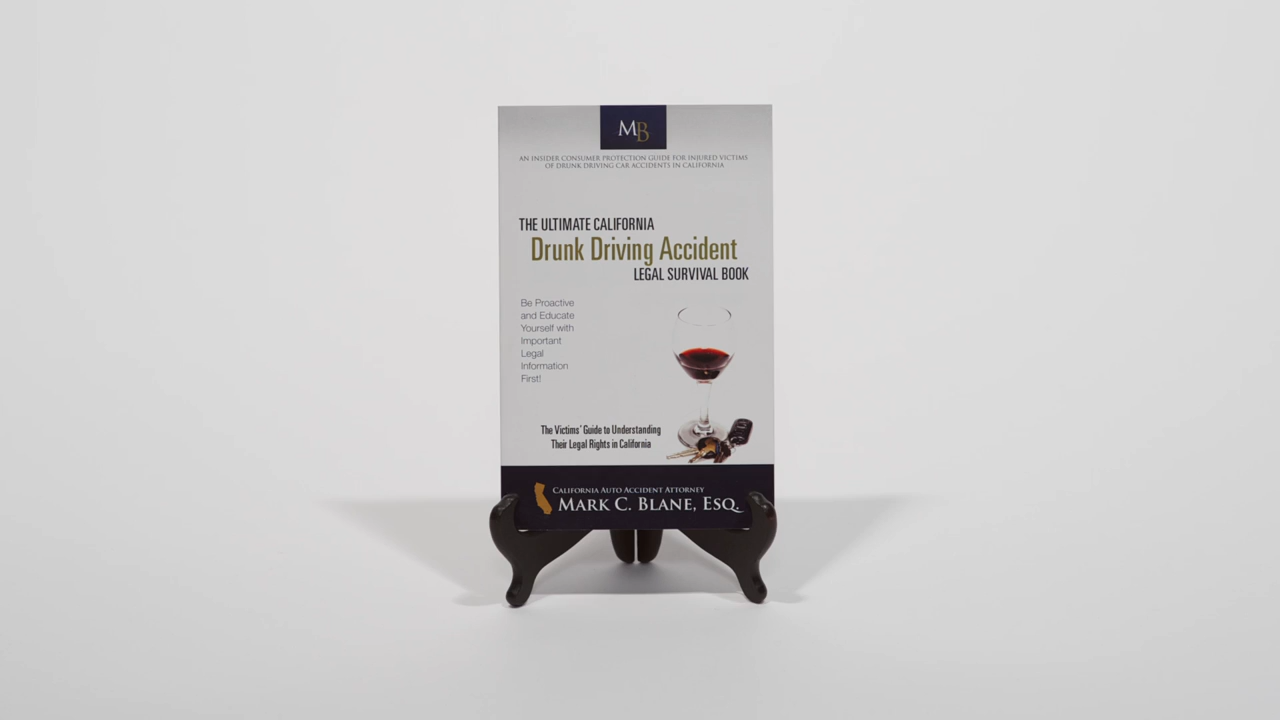 MB
AN INSIDER CONSUMER PROTECTION GUIDE FOR INJURED VICTIMS
OF DRUNK DRIVING CAR ACCIDENTS IN CALIFORNIA
THE ULTIMATE CALIFORNIA
Drunk Driving Accident
LEGAL SURVIVAL BOOK
Be Proactive
and Educate
Yourself with
Important
Legal
Information
First!
The Victims' Guide to Understanding
Their Legal Rights in California
CALIFORNIA AUTO ACCIDENT ATTORNEY
MARK C. BLANE, ESQ.